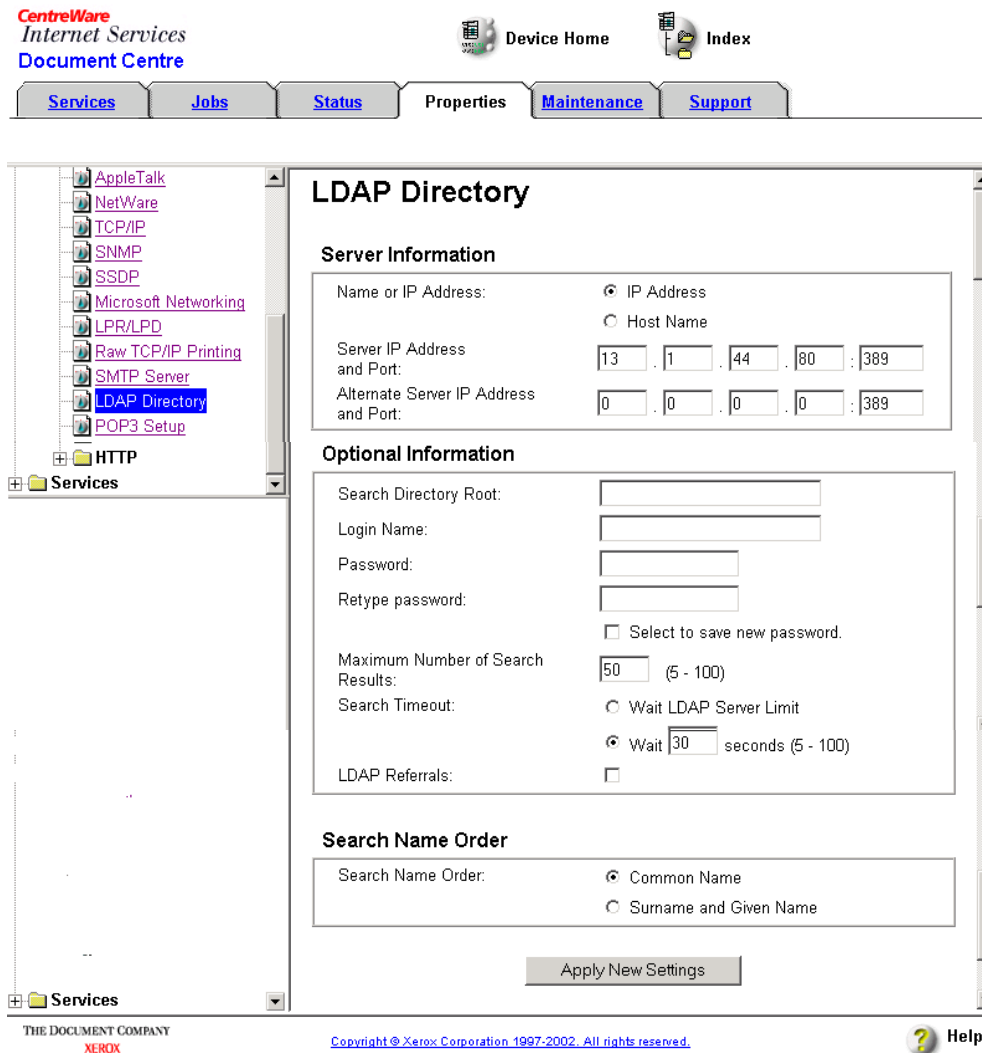 CentreWare
Internet Services
Document Centre
Device Home
Index
Services
Jobs
Status
Properties
Maintenance
Support
AppleTalk
NetWare
TCP/IP
SNMP
SSDP
Microsoft Networking
LPR/LPD
Raw TCP/IP Printing
SMTP Server
LDAP Directory
POP3 Setup
HTTP
Services
LDAP Directory
Server Information
Name or IP Address:
IP Address
Host Name
Server IP Address
and Port:
13 . 1 . 44 . 80 : 389
Alternate Server IP Address
and Port:
0 . 0 . 0 . 0 : 389
Optional Information
Search Directory Root:
Login Name:
Password:
Retype password:
Select to save new password.
Maximum Number of Search
Results:
50 (5 - 100)
Search Timeout:
Wait LDAP Server Limit
Wait 30 seconds (5 - 100)
LDAP Referrals:
Search Name Order
Search Name Order:
Common Name
Surname and Given Name
Apply New Settings
Services
THE DOCUMENT COMPANY
XEROX
Copyright © Xerox Corporation 1997-2002. All rights reserved.
Help